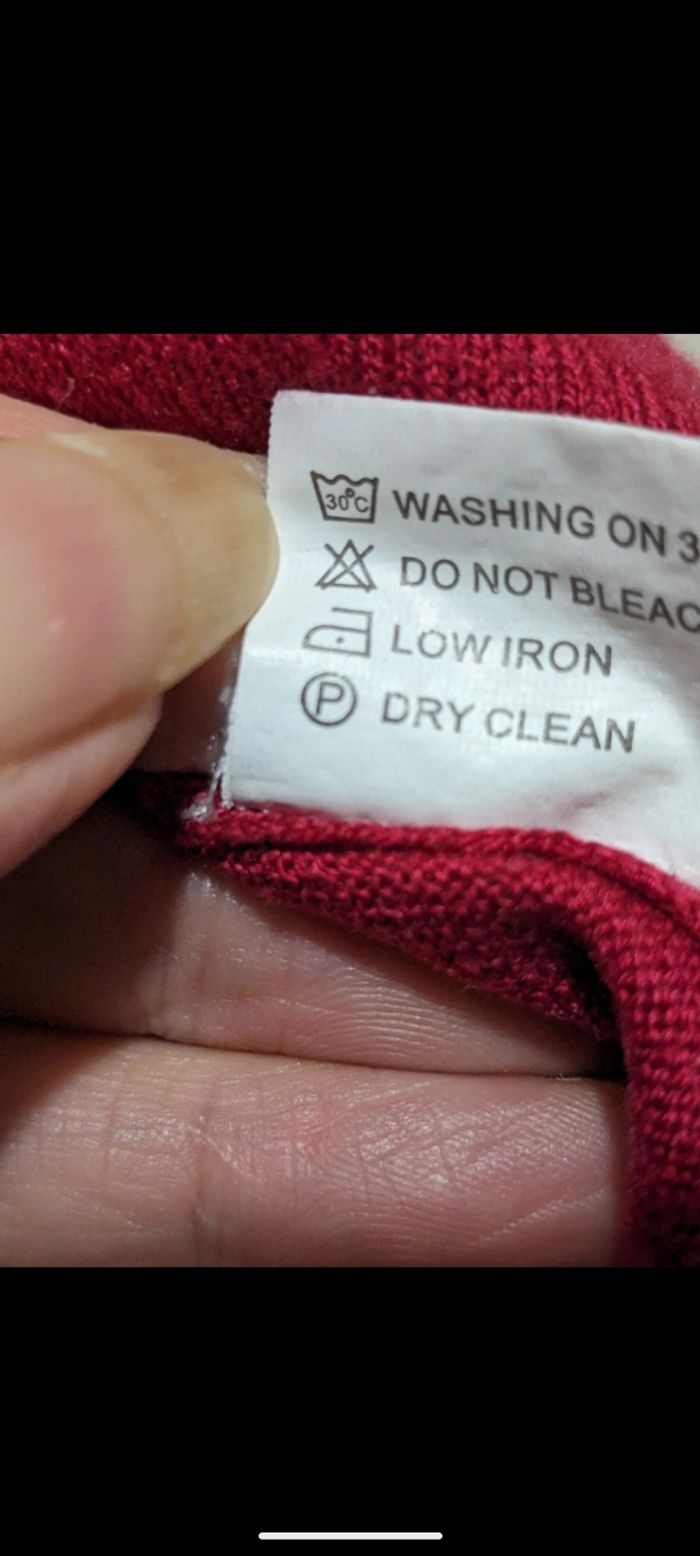 30°C WASHING ON 3
DO NOT BLEAC
LOW IRON
P DRY CLEAN